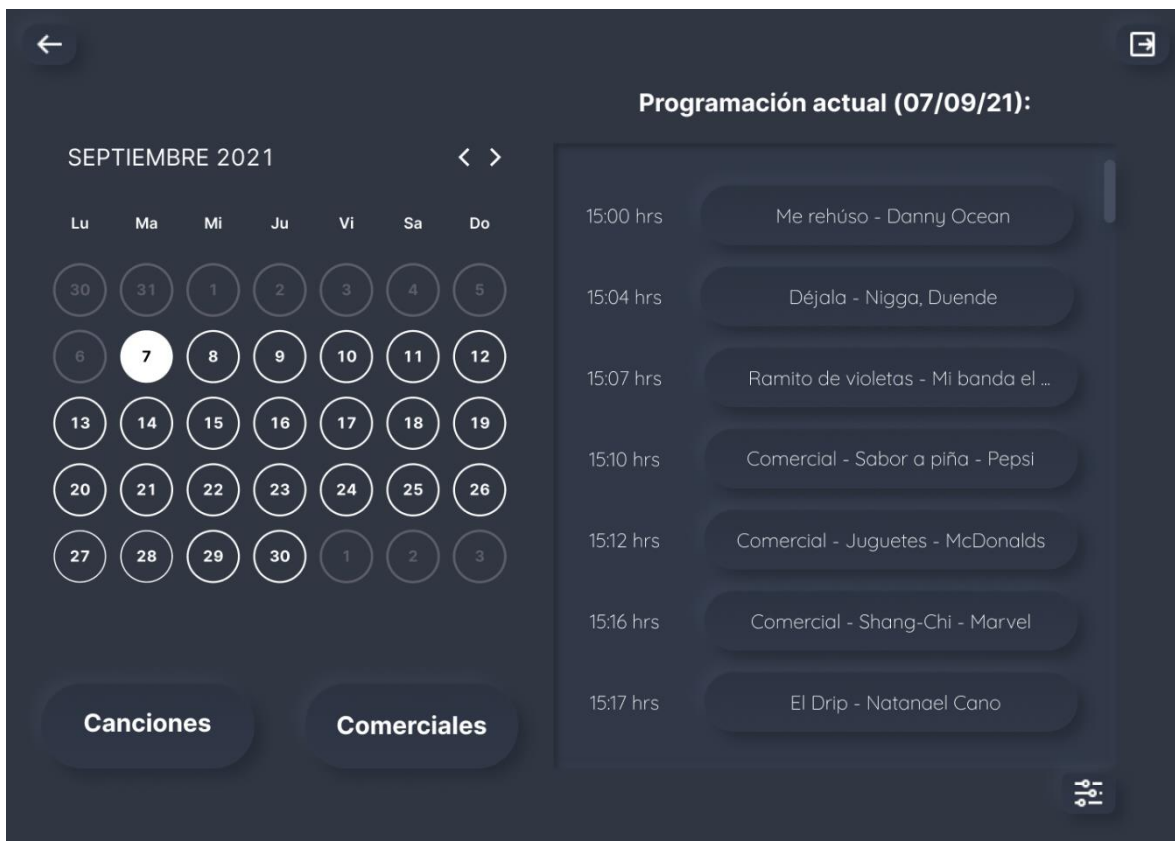 Programación actual (07/09/21):
SEPTIEMBRE 2021
Lu Ma Mi Ju Vi Sa Do
30 31 1 2 3 4 5
6 7 8 9 10 11 12
13 14 15 16 17 18 19
20 21 22 23 24 25 26
27 28 29 30 1 2 3
Canciones Comerciales
15:00 hrs Me rehúso - Danny Ocean
15:04 hrs Déjala - Nigga, Duende
15:07 hrs Ramito de violetas - Mi banda el ...
15:10 hrs Comercial - Sabor a piña - Pepsi
15:12 hrs Comercial - Juguetes - McDonalds
15:16 hrs Comercial - Shang-Chi - Marvel
15:17 hrs El Drip - Natanael Cano